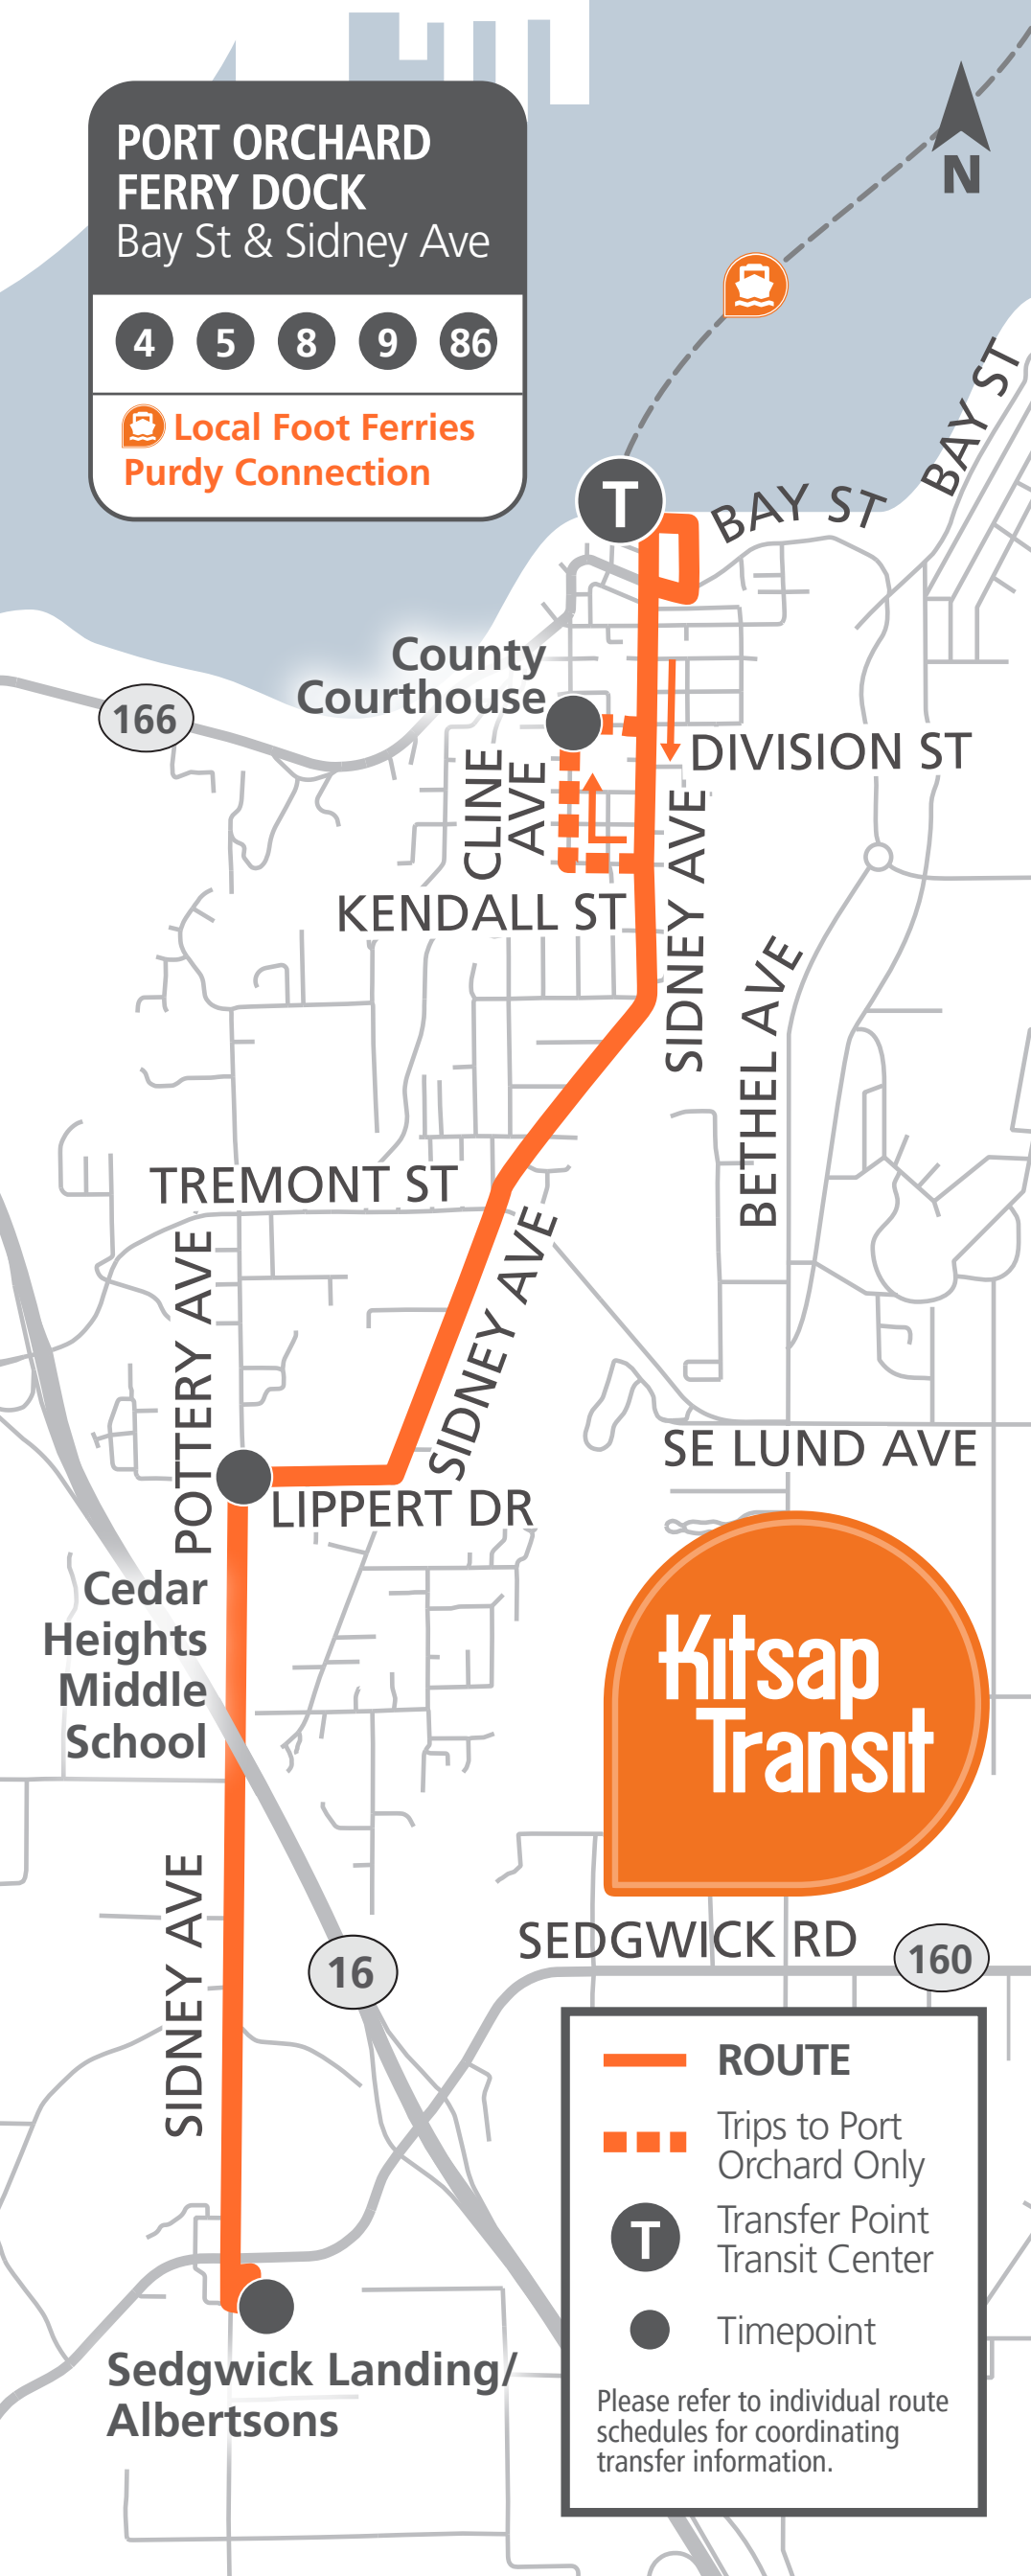 PORT ORCHARD
FERRY DOCK
Bay St & Sidney Ave
4 5 8 9 86
Local Foot Ferries
Purdy Connection
N
BAY ST
T
BAY ST
County
Courthouse
166
DIVISION ST
CLINE
AVE
SIDNEY AVE
KENDALL ST
BETHEL AVE
TREMONT ST
POTTERY AVE
SIDNEY AVE
SE LUND AVE
LIPPERT DR
Cedar
Heights
Middle
School
Kitsap
Transit
SIDNEY AVE
SEDGWICK RD
160
16
ROUTE
Trips to Port
Orchard Only
T
Transfer Point
Transit Center
Timepoint
Please refer to individual route
schedules for coordinating
transfer information.
Sedgwick Landing/
Albertsons